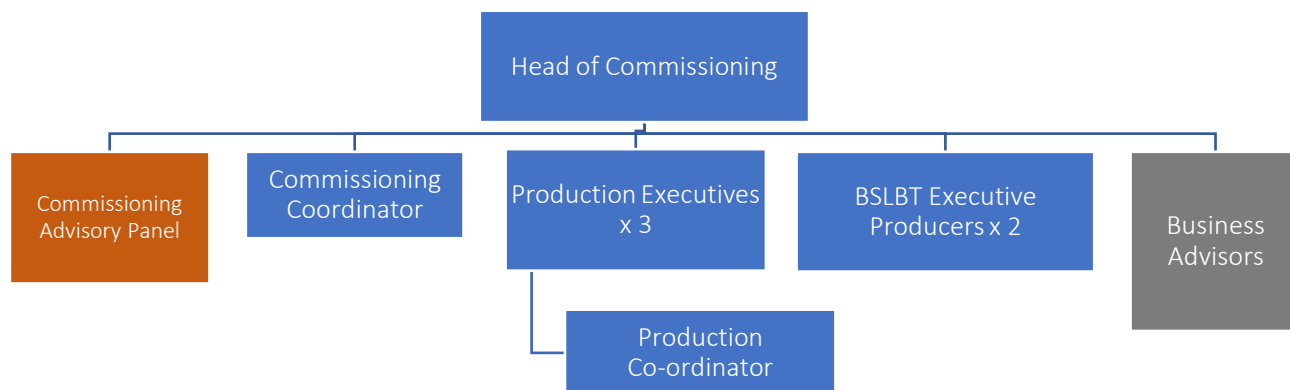 Head of Commissioning
Commissioning
Advisory Panel
Commissioning
Coordinator
Production Executives
x 3
BSLBT Executive
Producers x 2
Business
Advisors
Production
Co-ordinator